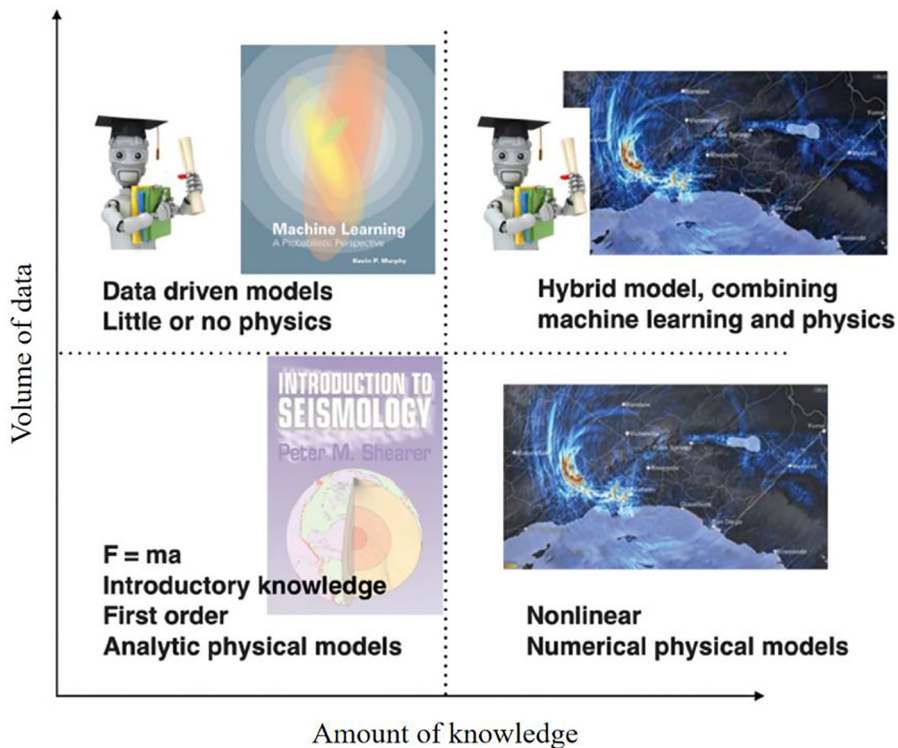 Machine Learning
A Probabilistic Perspective
Kevin P. Murphy
Data driven models
Little or no physics
Hybrid model, combining
machine learning and physics
Volume of data
INTRODUCTION TO
SEISMOLOGY
Peter M. Shearer
F = ma
Introductory knowledge
First order
Analytic physical models
Nonlinear
Numerical physical models
Amount of knowledge